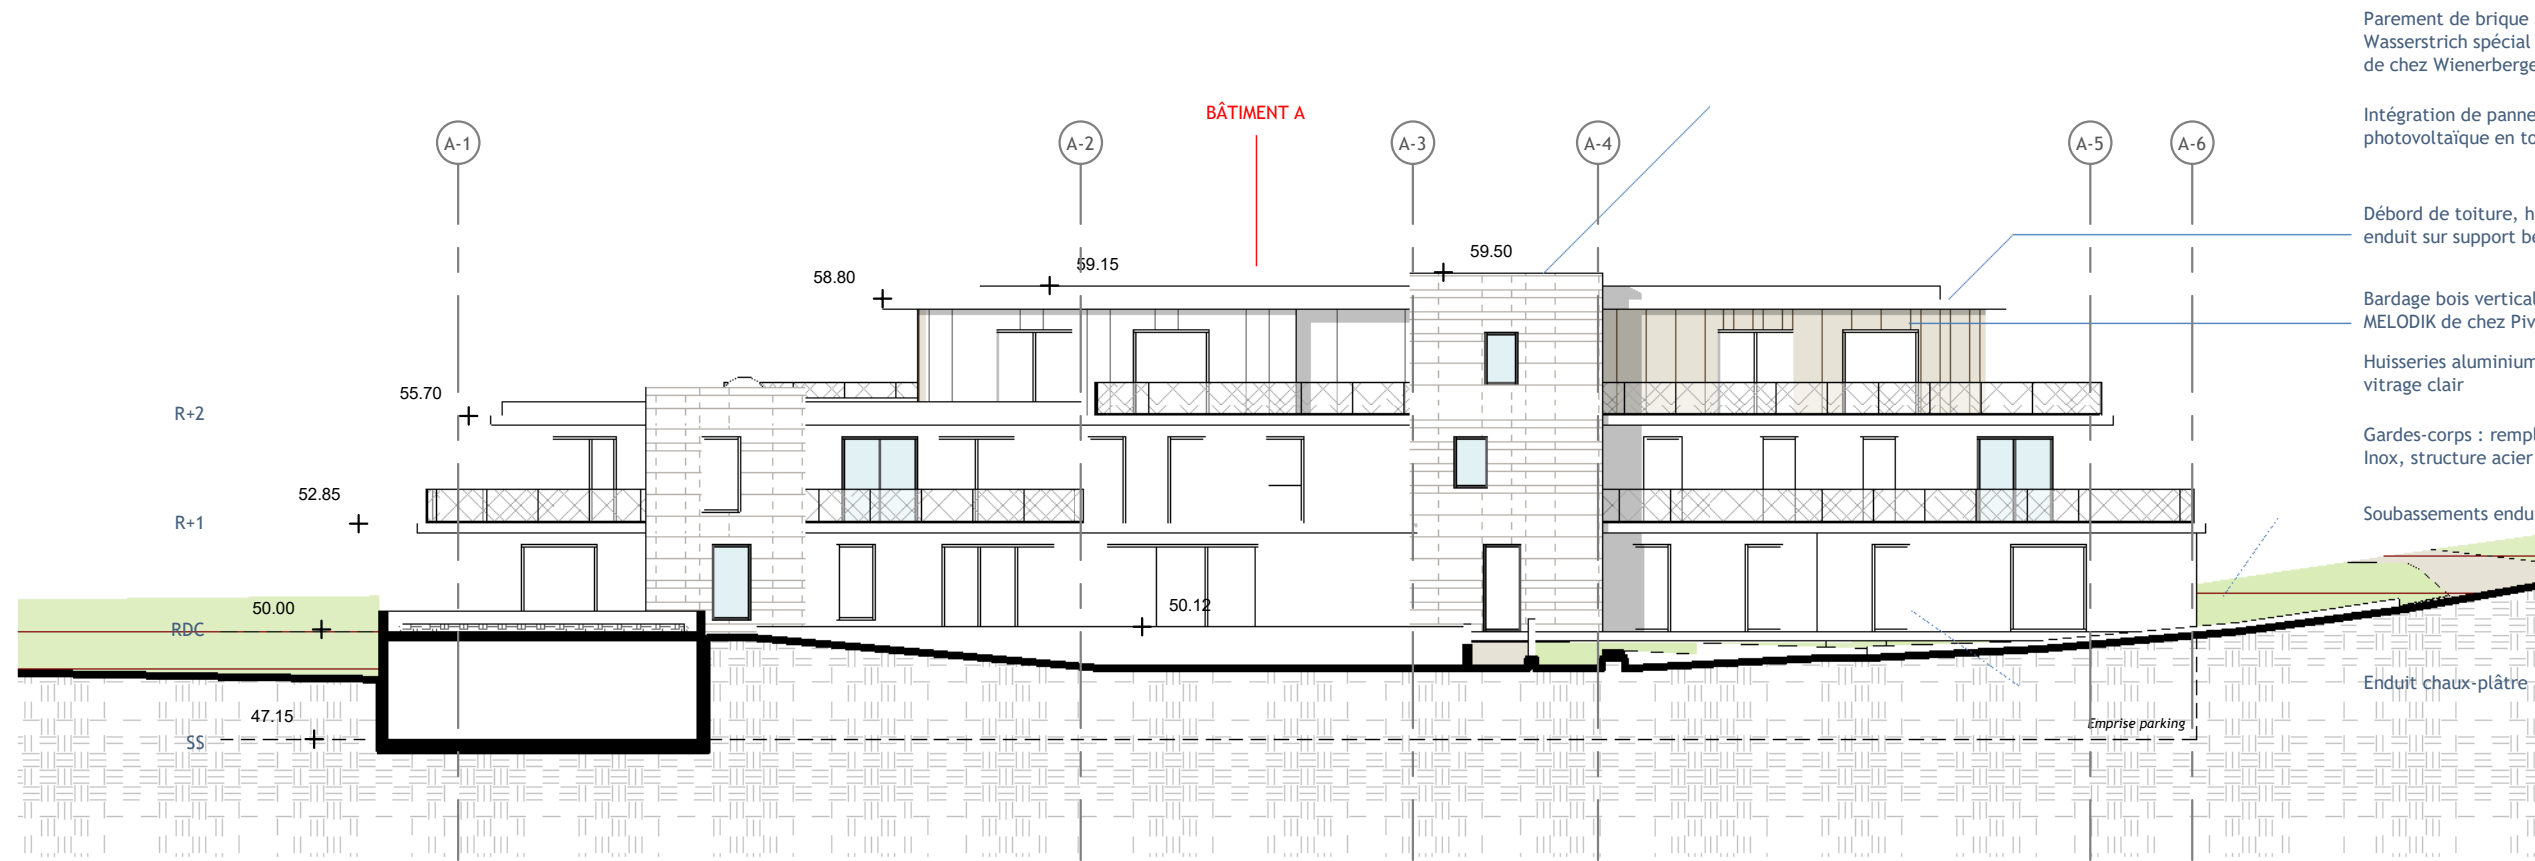 Parement de brique
Wasserstrich spécial
de chez Wienerberge
BÂTIMENT A
Intégration de panne
photovoltaïque en to
A-1
A-2
A-3
A-4
A-5
A-6
Débord de toiture, h
enduit sur support bé
59.50
59.15
58.80
Bardage bois vertical
MELODIK de chez Piv
Huisseries aluminium
vitrage clair
55.70
R+2
Gardes-corps : rempl
Inox, structure acier
52.85
R+1
Soubassements endu
50.00
50.12
RDC
Enduit chaux-plâtre
47.15
Emprise parking
SS